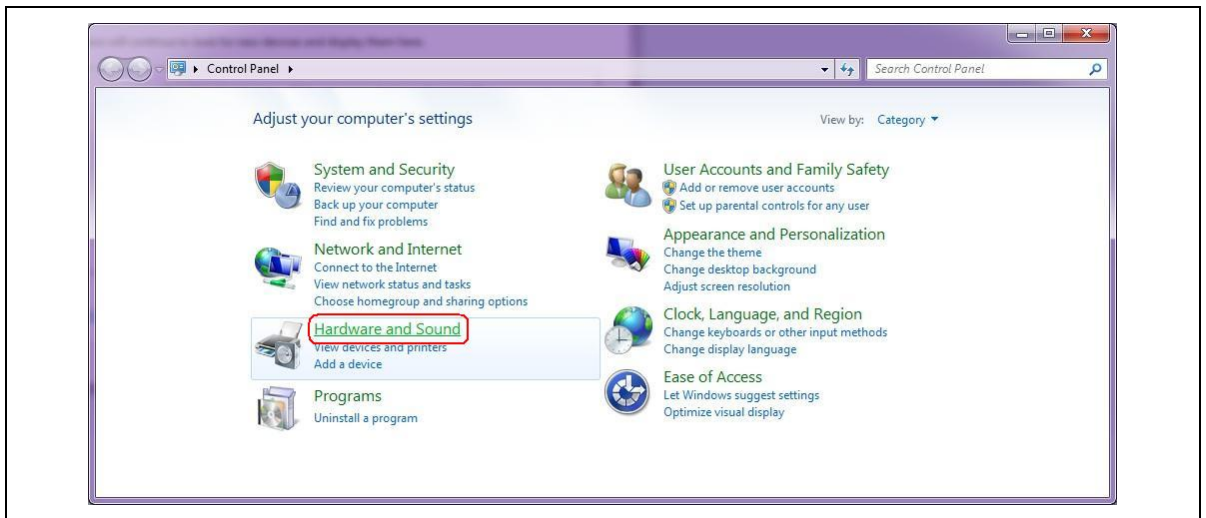 Control Panel
Search Control Panel
Adjust your computer's settings
View by: Category
System and Security
Review your computer's status
Back up your computer
Find and fix problems
Network and Internet
Connect to the Internet
View network status and tasks
Choose homegroup and sharing options
Hardware and Sound
View devices and printers
Add a device
Programs
Uninstall a program
User Accounts and Family Safety
Add or remove user accounts
Set up parental controls for any user
Appearance and Personalization
Change the theme
Change desktop background
Adjust screen resolution
Clock, Language, and Region
Change keyboards or other input methods
Change display language
Ease of Access
Let Windows suggest settings
Optimize visual display